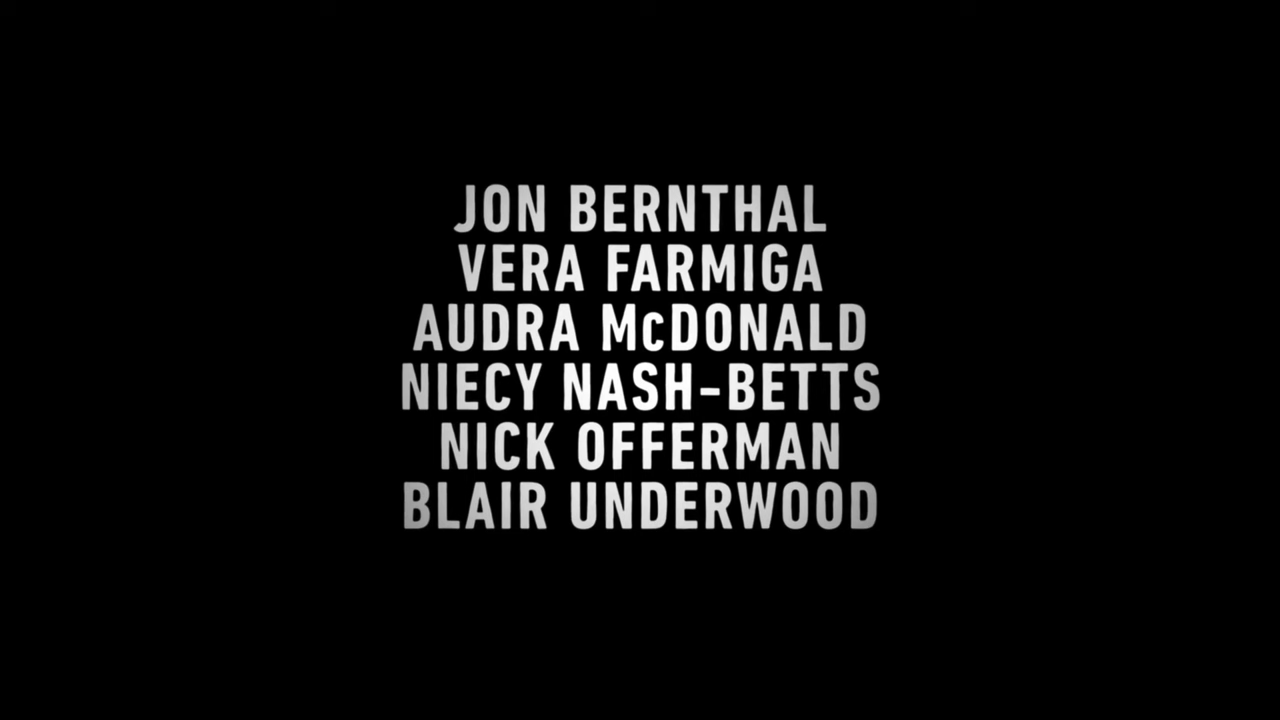 JON BERNTHAL
VERA FARMIGA
AUDRA McDONALD
NIECY NASH-BETTS
NICK OFFERMAN
BLAIR UNDERWOOD